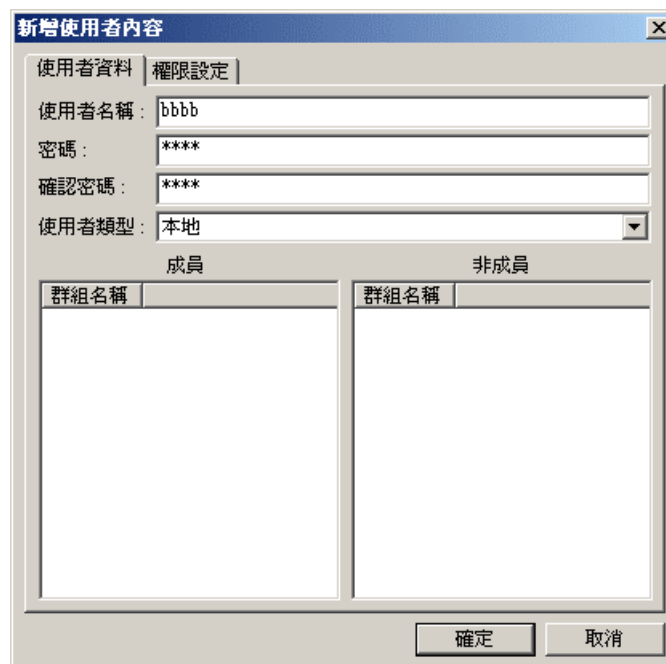 新增使用者內容
使用者資料 權限設定
使用者名稱 : bbbb
密碼 : ****
確認密碼 : ****
使用者類型 : 本地
成員 非成員
群組名稱 群組名稱
確定 取消